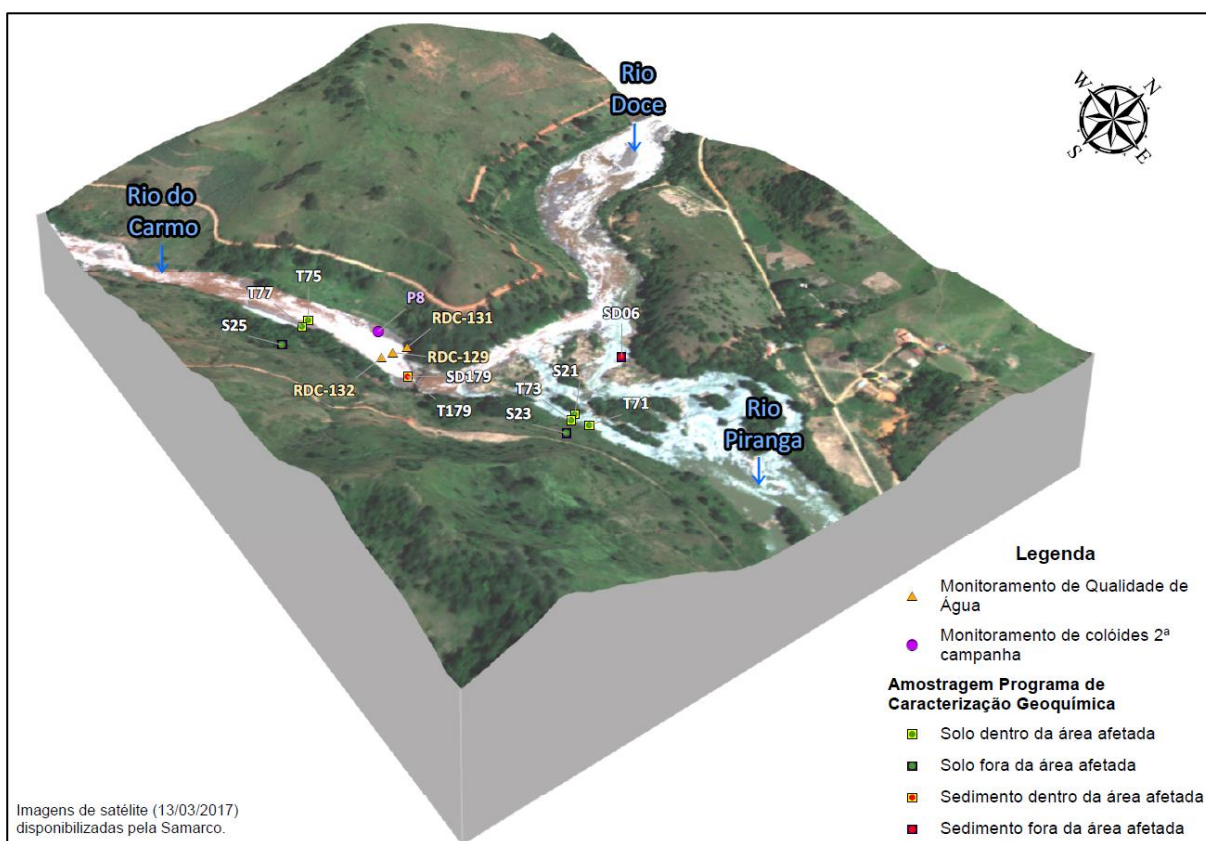 Rio
Doce
N
W
E
S
Rio do
Carmo
T75
T77
P8
S25
RDC-131
SD06
RDC-129
S21
RDC-132
SD179
T73
T71
T179
S23
Rio
Piranga
Legenda
Monitoramento de Qualidade de
Água
Monitoramento de colóides 2ª
campanha
Amostragem Programa de
Caracterização Geoquímica
Solo dentro da área afetada
Solo fora da área afetada
Sedimento dentro da área afetada
Sedimento fora da área afetada
Imagens de satélite (13/03/2017)
disponibilizadas pela Samarco.